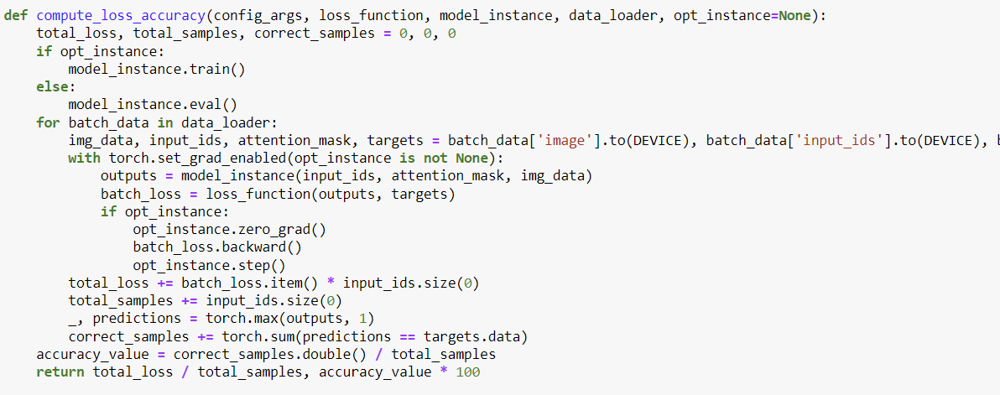 def compute_loss_accuracy(config_args, loss_function, model_instance, data_loader, opt_instance=None):
    total_loss, total_samples, correct_samples = 0, 0, 0
    if opt_instance:
        model_instance.train()
    else:
        model_instance.eval()
    for batch_data in data_loader:
        img_data, input_ids, attention_mask, targets = batch_data['image'].to(DEVICE), batch_data['input_ids'].to(DEVICE),
        with torch.set_grad_enabled(opt_instance is not None):
            outputs = model_instance(input_ids, attention_mask, img_data)
            batch_loss = loss_function(outputs, targets)
            if opt_instance:
                opt_instance.zero_grad()
                batch_loss.backward()
                opt_instance.step()
        total_loss += batch_loss.item() * input_ids.size(0)
        total_samples += input_ids.size(0)
        _, predictions = torch.max(outputs, 1)
        correct_samples += torch.sum(predictions == targets.data)
    accuracy_value = correct_samples.double() / total_samples
    return total_loss / total_samples, accuracy_value * 100